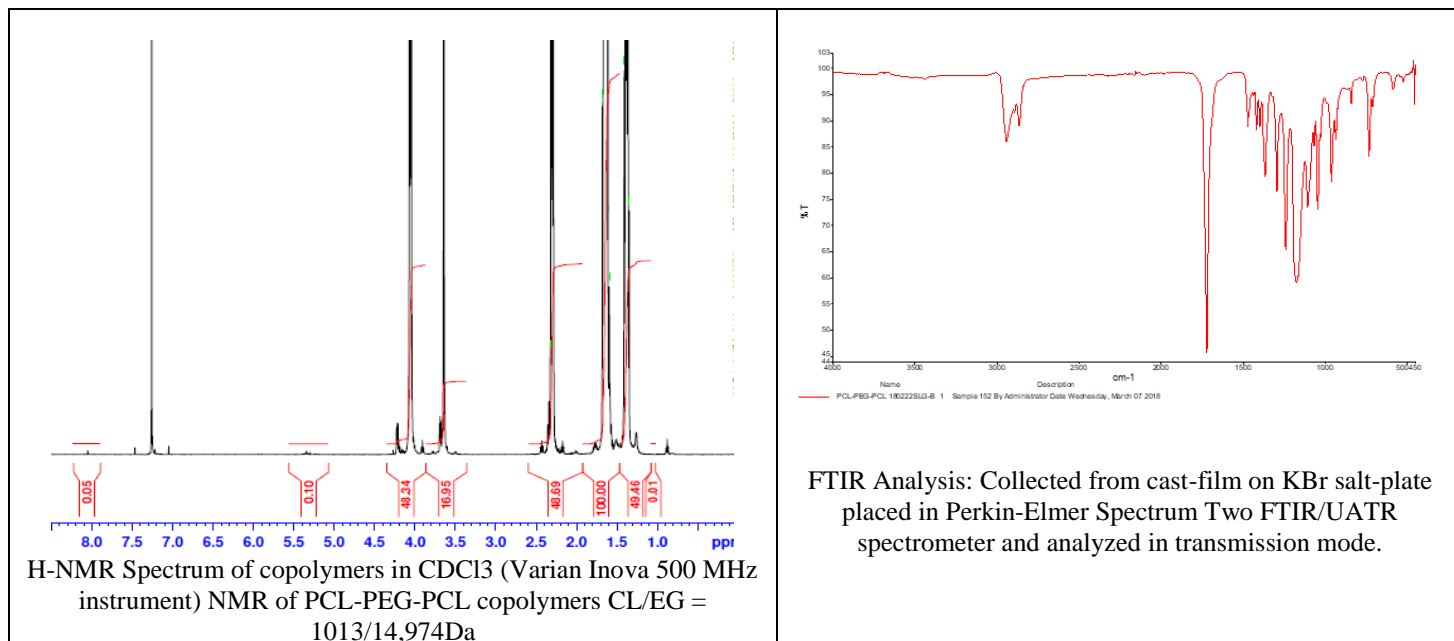 0.05
0.10
48.34
16.95
48.69
100.00
49.46
0.01
8.0 7.5 7.0 6.5 6.0 5.5 5.0 4.5 4.0 3.5 3.0 2.5 2.0 1.5 1.0 ppm
H-NMR Spectrum of copolymers in CDCl3 (Varian Inova 500 MHz
instrument) NMR of PCL-PEG-PCL copolymers CL/EG =
1013/14,974Da
103
100
95
90
85
80
75
70
65
60
55
50
45
44
%T
4000 3500 3000 2500 2000 1500 1000 500 450
cm-1
Name Description
PCL-PEG-PCL 180222SLG-B 1 Sample 152 By Administrator Date Wednesday, March 07 2018
FTIR Analysis: Collected from cast-film on KBr salt-plate
placed in Perkin-Elmer Spectrum Two FTIR/UATR
spectrometer and analyzed in transmission mode.